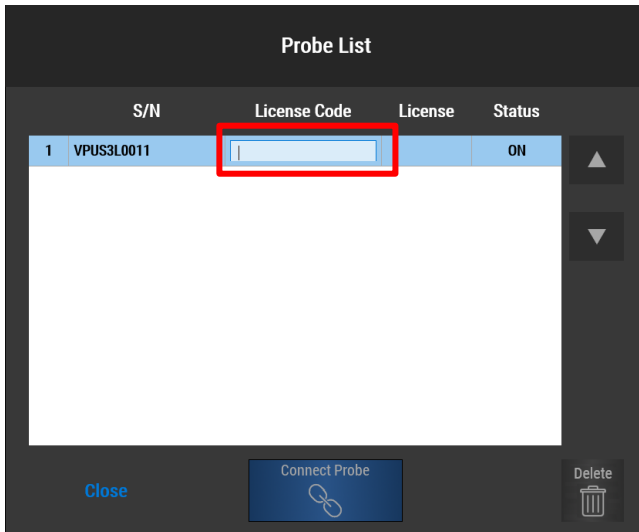 Probe List
S/N License Code License Status
1 VPUS3L0011 ON
Close
Connect Probe
Delete